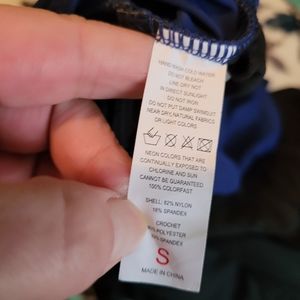 HAND WASH COLD WATER
DO NOT BLEACH
LINE DRY NOT
IN DIRECT SUNLIGHT
DO NOT
DO NOT PUT DAMP SWIMSUIT
NEAR DRY, NATURAL FABRICS
OR LIGHT COLORS
NEON COLORS THAT ARE
CONTINUALLY EXPOSED TO
CHLORINE AND SUN
CANNOT BE GUARANTEED
100% COLORFAST
SHELL: 82% NYLON
18% SPANDEX
CROCHET
POLYESTER
SPANDEX
S
MADE IN CHINA